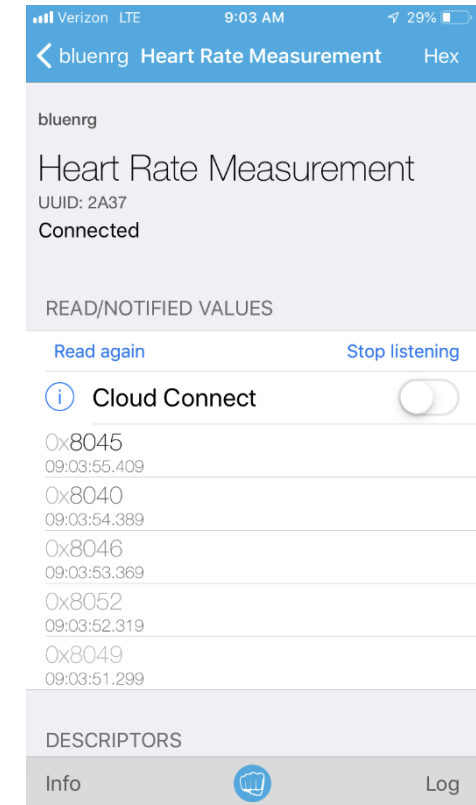 Verizon LTE 9:03 AM 29%
bluenrg Heart Rate Measurement Hex
bluenrg
Heart Rate Measurement
UUID: 2A37
Connected
READ/NOTIFIED VALUES
Read again Stop listening
i Cloud Connect
0x8045
09:03:55.409
0x8040
09:03:54.389
0x8046
09:03:53.369
0x8052
09:03:52.319
0x8049
09:03:51.299
DESCRIPTORS
Info Log